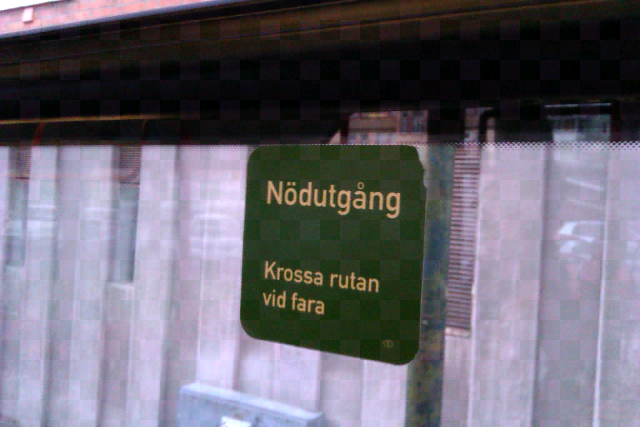 Nödutgång
Krossa rutan
vid fara